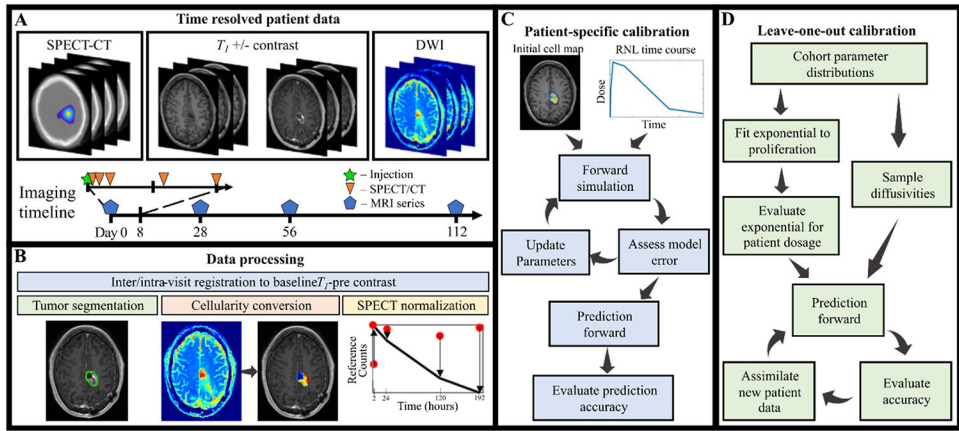 A
Time resolved patient data
SPECT-CT
T1 +/- contrast
DWI
Imaging
timeline
– Injection
– SPECT/CT
– MRI series
Day 0
8
28
56
112
B
Data processing
Inter/intra-visit registration to baselineT1-pre contrast
Tumor segmentation
Cellularity conversion
SPECT normalization
Reference
Counts
2
24
120
192
Time (hours)
C
Patient-specific calibration
Initial cell map
RNL time course
Dose
Time
Forward
simulation
Update
Parameters
Assess model
error
Prediction
forward
Evaluate prediction
accuracy
D
Leave-one-out calibration
Cohort parameter
distributions
Fit exponential to
proliferation
Sample
diffusivities
Evaluate
exponential for
patient dosage
Prediction
forward
Assimilate
new patient
data
Evaluate
accuracy